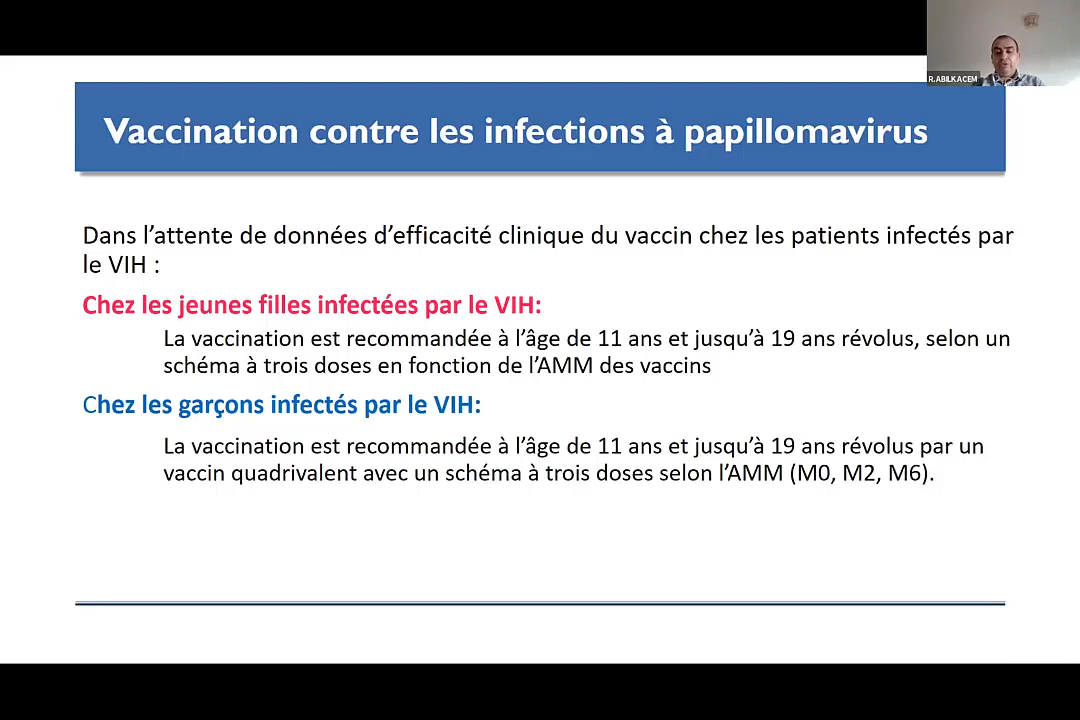 R.ABILKACEM
Vaccination contre les infections à papillomavirus
Dans l’attente de données d’efficacité clinique du vaccin chez les patients infectés par
le VIH :
Chez les jeunes filles infectées par le VIH:
La vaccination est recommandée à l’âge de 11 ans et jusqu’à 19 ans révolus, selon un
schéma à trois doses en fonction de l’AMM des vaccins
Chez les garçons infectés par le VIH:
La vaccination est recommandée à l’âge de 11 ans et jusqu’à 19 ans révolus par un
vaccin quadrivalent avec un schéma à trois doses selon l’AMM (M0, M2, M6).